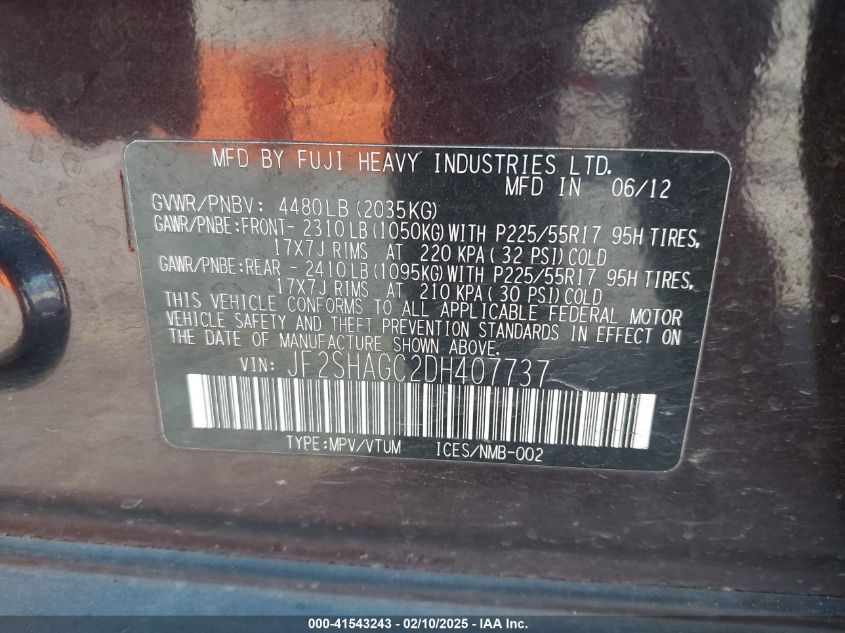 MFD BY FUJI HEAVY INDUSTRIES LTD.
MFD IN 06/12
GVWR/PNBV: 4480LB (2035KG)
GAWR/PNBE:FRONT- 2310LB (1050KG) WITH P225/55R17 95H TIRES,
17X7J RIMS AT 220 KPA ( 32 PSI) COLD
GAWR/PNBE:REAR - 2410LB (1095KG) WITH P225/55R17 95H TIRES,
17X7J RIMS AT 210 KPA ( 30 PSI) COLD
THIS VEHICLE CONFORMS TO ALL APPLICABLE FEDERAL MOTOR
VEHICLE SAFETY AND THEFT PREVENTION STANDARDS IN EFFECT ON
THE DATE OF MANUFACTURE SHOWN ABOVE.
VIN: JF2SHAGC2DH407737
TYPE:MPV/VTUM ICES/NMB-002
000-41543243 - 02/10/2025 - COPYRIGHT IAA, LLC.